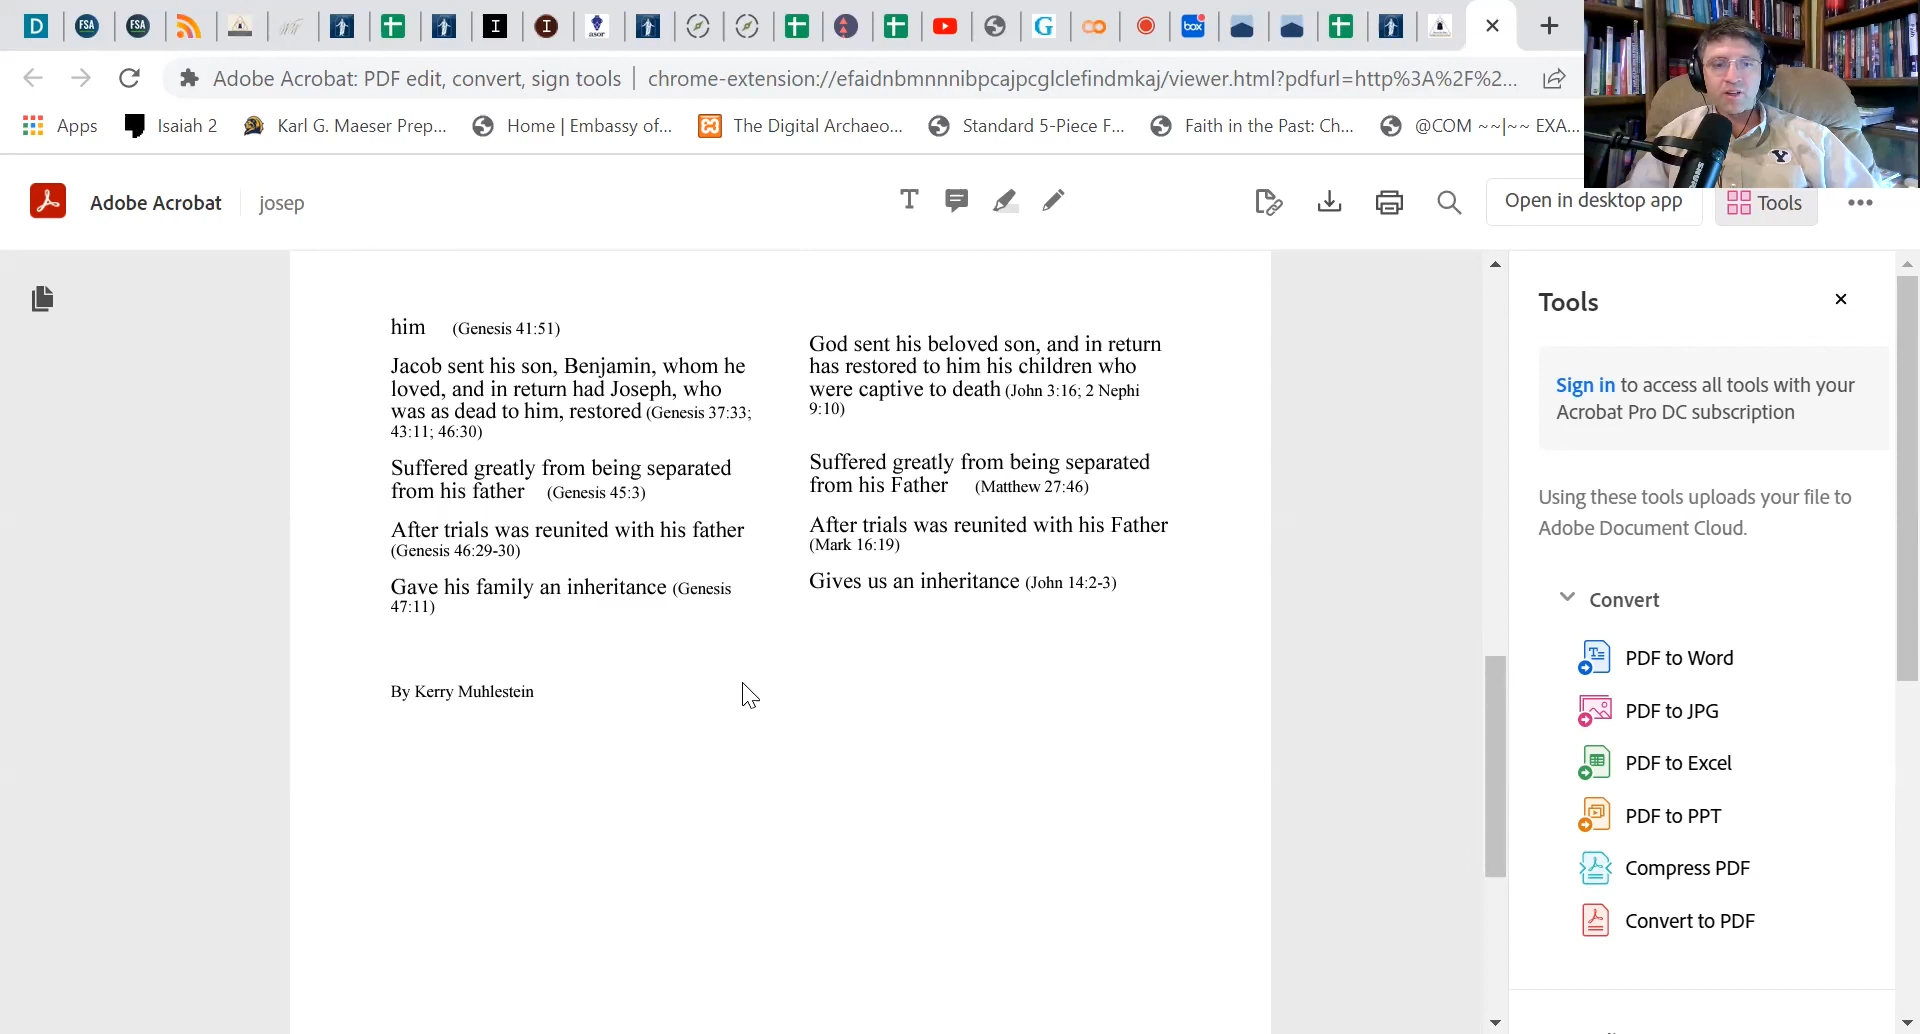 D FSA FSA I I asor G box
Adobe Acrobat: PDF edit, convert, sign tools | chrome-extension://efaidnbmnnnibpcajpcglclefindmkaj/viewer.html?pdfurl=http%3A%2F%2...
Apps Isaiah 2 Karl G. Maeser Prep... Home | Embassy of... The Digital Archaeo... Standard 5-Piece F... Faith in the Past: Ch... @COM ~~|~~ EXA...
Adobe Acrobat josep T Open in desktop app Tools
him (Genesis 41:51)
Jacob sent his son, Benjamin, whom he
loved, and in return had Joseph, who
was as dead to him, restored (Genesis 37:33;
43:11; 46:30)
Suffered greatly from being separated
from his father (Genesis 45:3)
After trials was reunited with his father
(Genesis 46:29-30)
Gave his family an inheritance (Genesis
47:11)
By Kerry Muhlestein
God sent his beloved son, and in return
has restored to him his children who
were captive to death (John 3:16; 2 Nephi
9:10)
Suffered greatly from being separated
from his Father (Matthew 27:46)
After trials was reunited with his Father
(Mark 16:19)
Gives us an inheritance (John 14:2-3)
Tools
Sign in to access all tools with your
Acrobat Pro DC subscription
Using these tools uploads your file to
Adobe Document Cloud.
Convert
PDF to Word
PDF to JPG
PDF to Excel
PDF to PPT
Compress PDF
Convert to PDF
Y